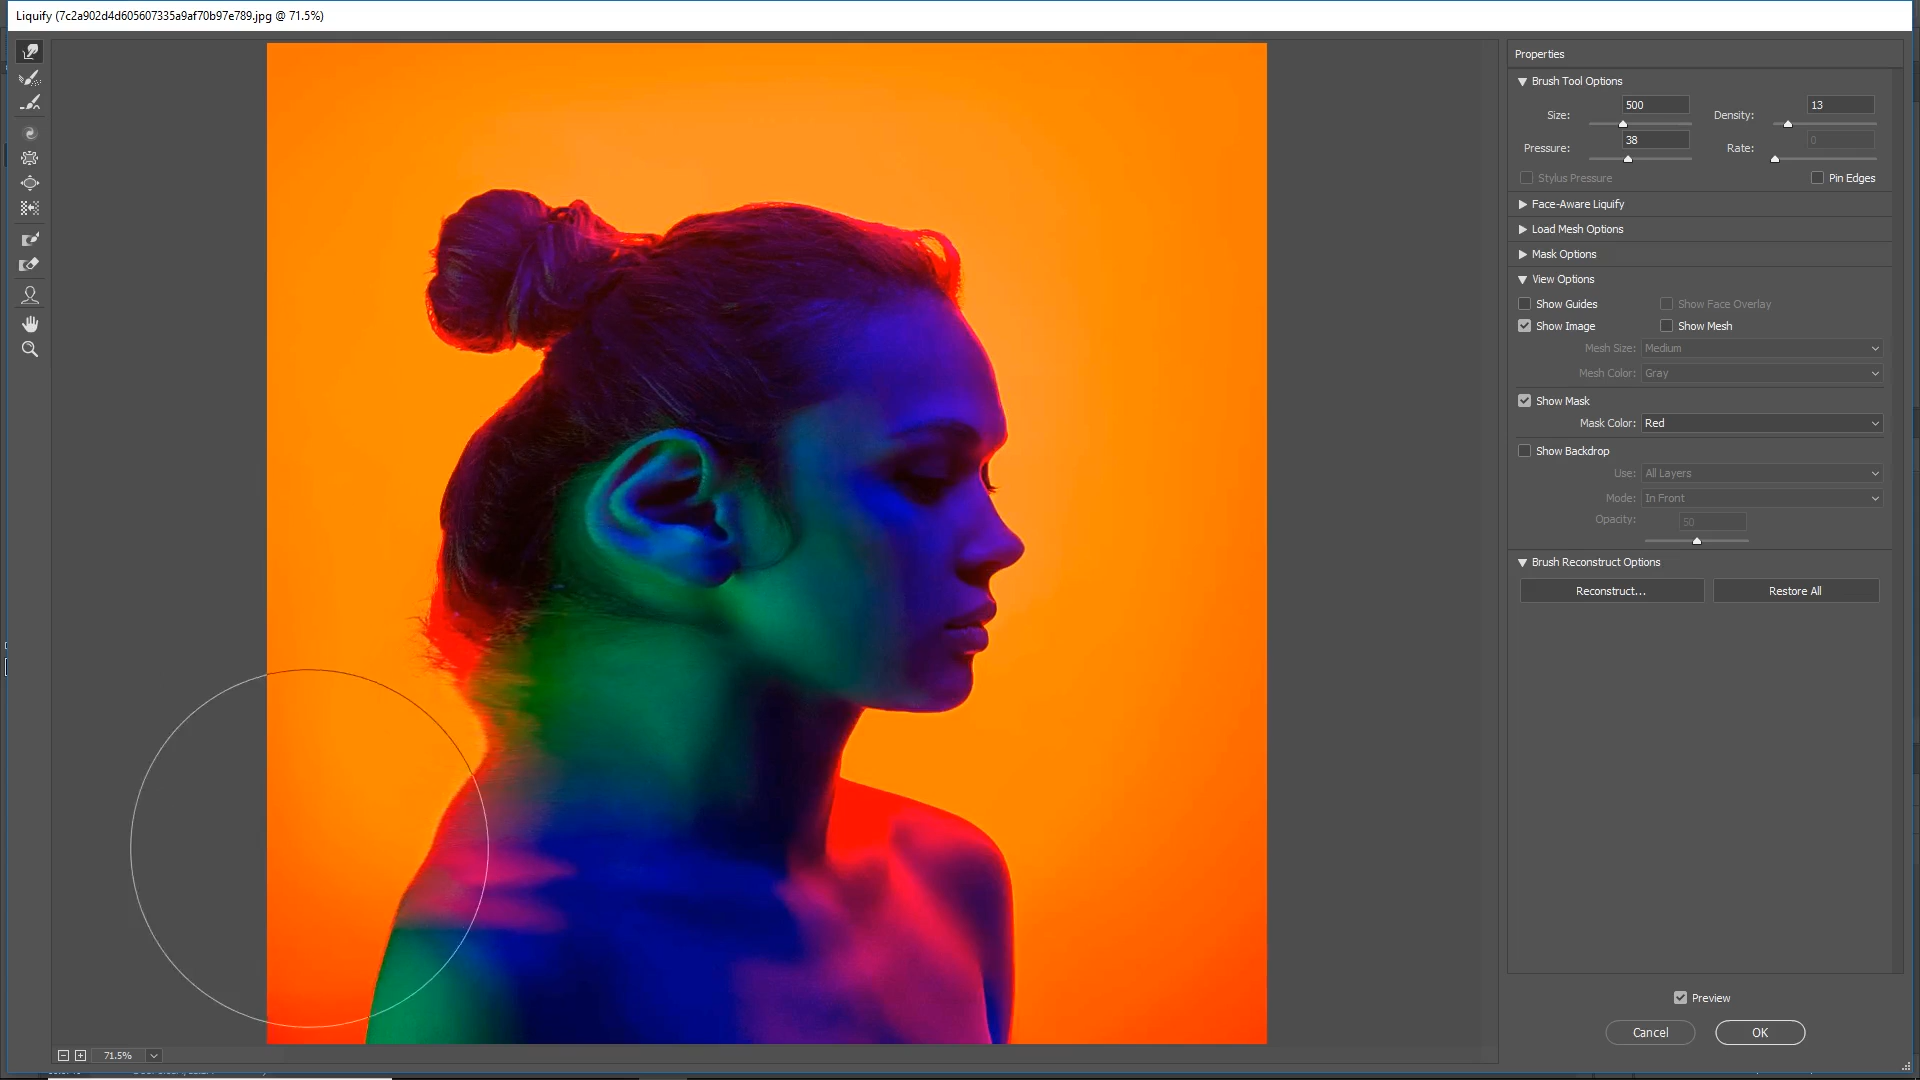 Liquify (7c2a902d4d605607335a9af70b97e789.jpg @ 71.5%)
Properties
Brush Tool Options
Size: 500 Density: 13
Pressure: 38 Rate: 0
Stylus Pressure Pin Edges
Face-Aware Liquify
Load Mesh Options
Mask Options
View Options
Show Guides Show Face Overlay
Show Image Show Mesh
Mesh Size: Medium
Mesh Color: Gray
Show Mask
Mask Color: Red
Show Backdrop
Use: All Layers
Mode: In Front
Opacity: 50
Brush Reconstruct Options
Reconstruct... Restore All
Preview
Cancel OK
71.5%